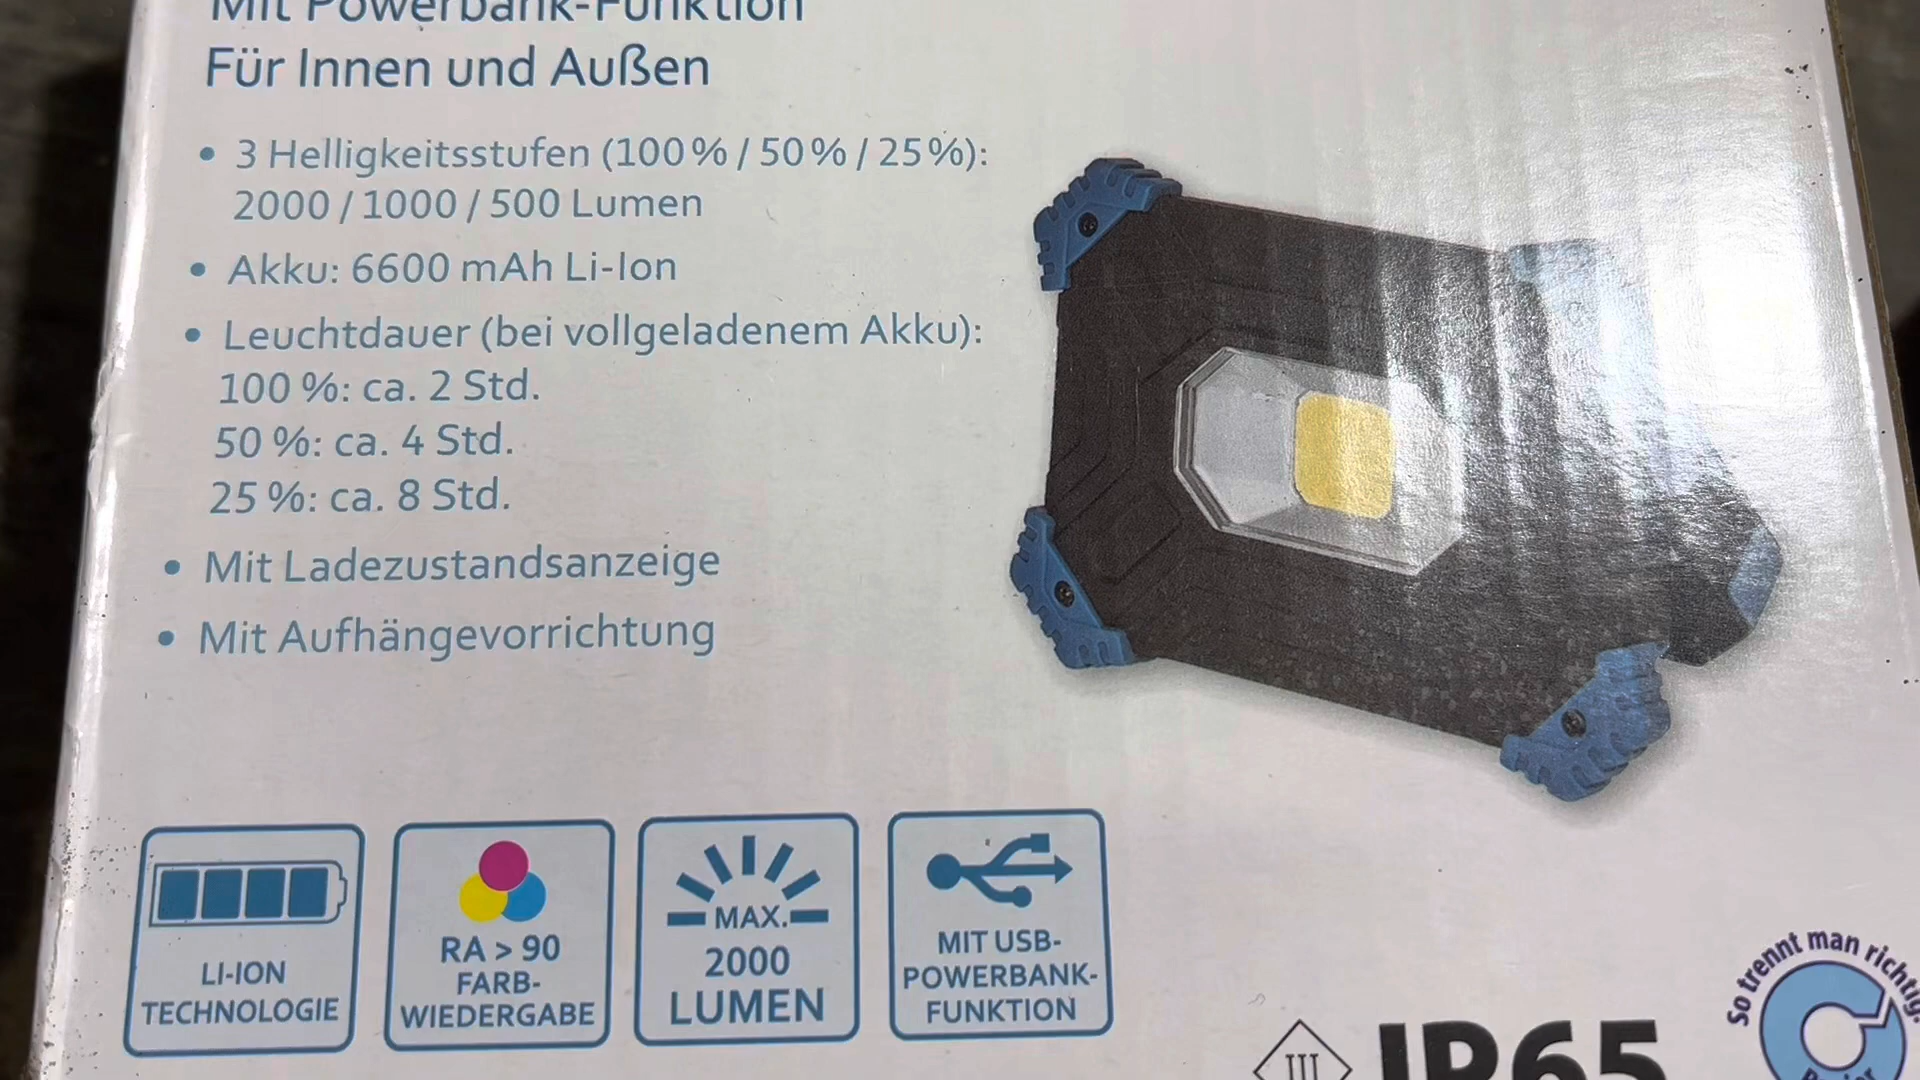 Mit Powerbank-Funktion
Für Innen und Außen
• 3 Helligkeitsstufen (100 % / 50 % / 25 %):
2000 / 1000 / 500 Lumen
• Akku: 6600 mAh Li-Ion
• Leuchtdauer (bei vollgeladenem Akku):
100 %: ca. 2 Std.
50 %: ca. 4 Std.
25 %: ca. 8 Std.
• Mit Ladezustandsanzeige
• Mit Aufhängevorrichtung
LI-ION
TECHNOLOGIE
RA > 90
FARB-
WIEDERGABE
MAX.
2000
LUMEN
MIT USB-
POWERBANK-
FUNKTION
III
IP65
So trennt man richtig.